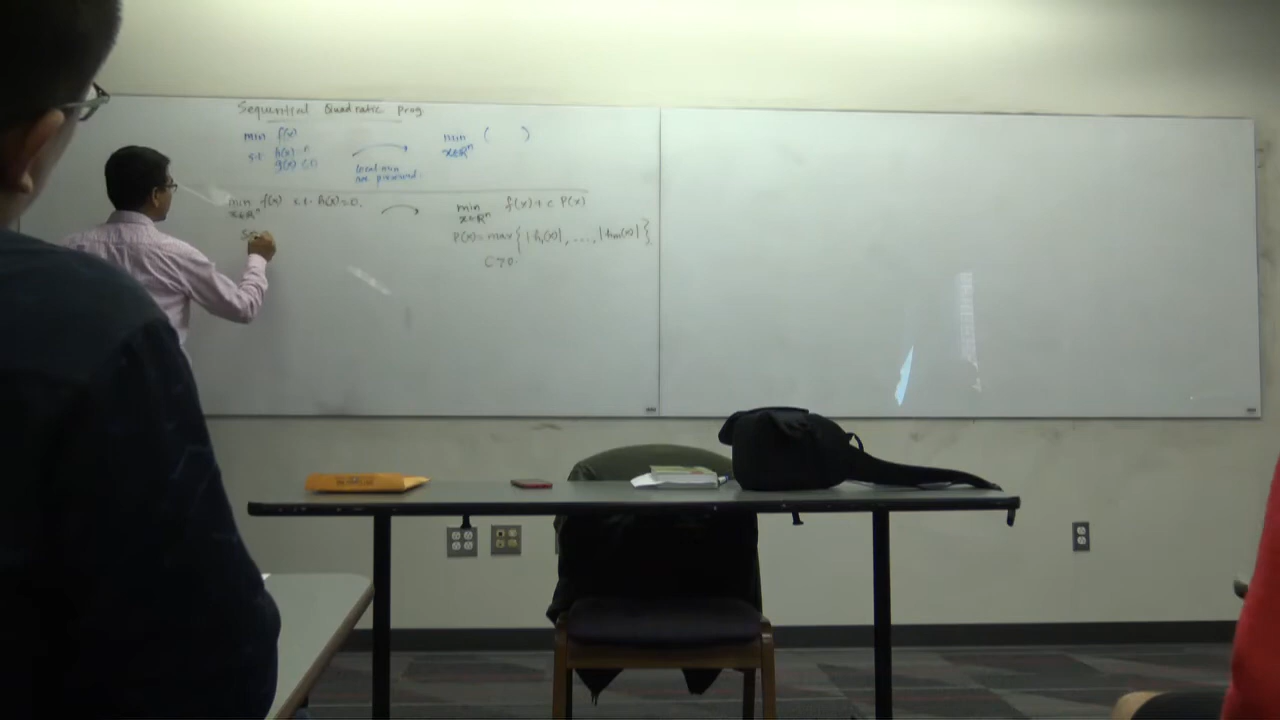 Sequential Quadratic Prog
min f(x)
s.t. h(x)=0
g(x)≤0
local min
are preserved.
min ( )
x∈ℝⁿ
min f(x) s.t. h(x)=0.
x∈ℝⁿ
min f(x)+c P(x)
x∈ℝⁿ
P(x)=max{|h₁(x)|,...,|hₘ(x)|}
c>0.